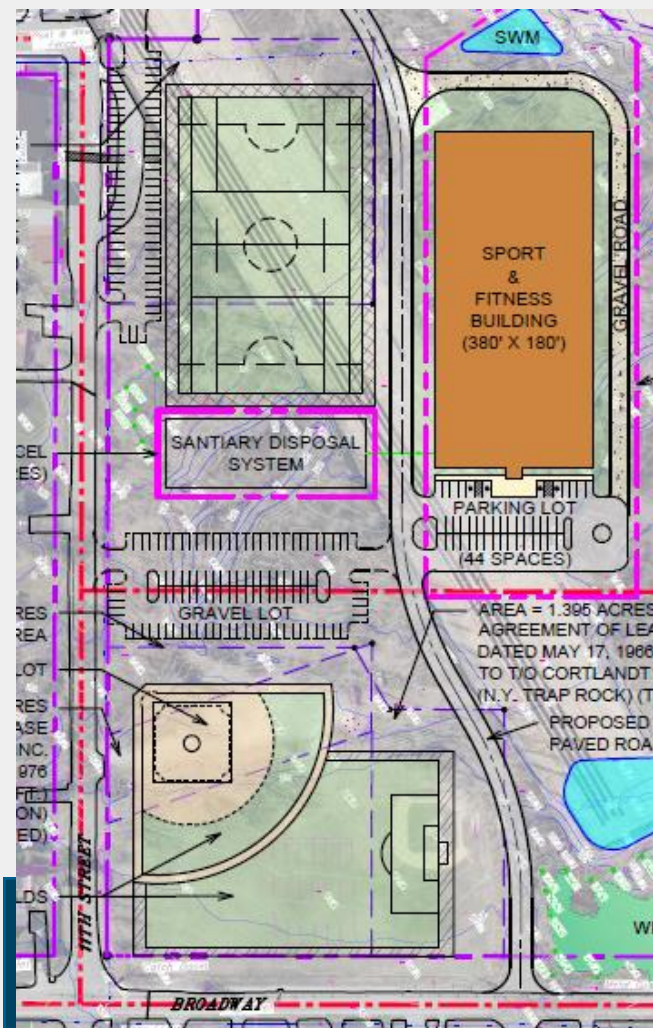 SWM
SPORT
&
FITNESS
BUILDING
(380' X 180')
GRAVEL ROAD
SANTIARY DISPOSAL
SYSTEM
CEL
ES)
PARKING LOT
(44 SPACES)
GRAVEL LOT
RES
REA
LOT
RES
ASE
INC.
1976
FT.)
ON)
ED)
AREA = 1.395 ACRES
AGREEMENT OF LEA
DATED MAY 17, 1966
TO T/O CORTLANDT
(N.Y. TRAP ROCK) (T
PROPOSED
PAVED ROA
LDS
11TH STREET
BROADWAY